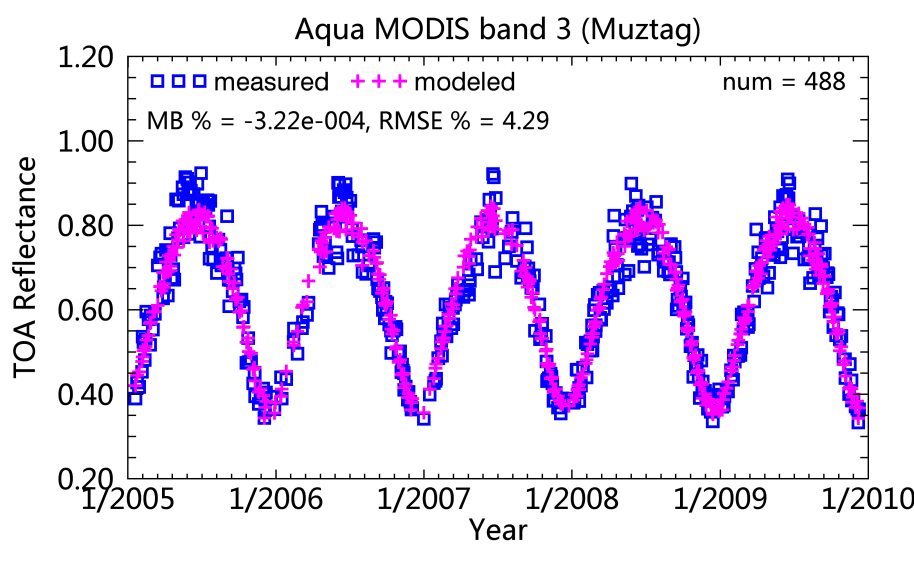 Aqua MODIS band 3 (Muztag)
measured modeled num = 488
MB % = -3.22e-004, RMSE % = 4.29
TOA Reflectance
1.20
1.00
0.80
0.60
0.40
0.20
1/2005 1/2006 1/2007 1/2008 1/2009 1/2010
Year